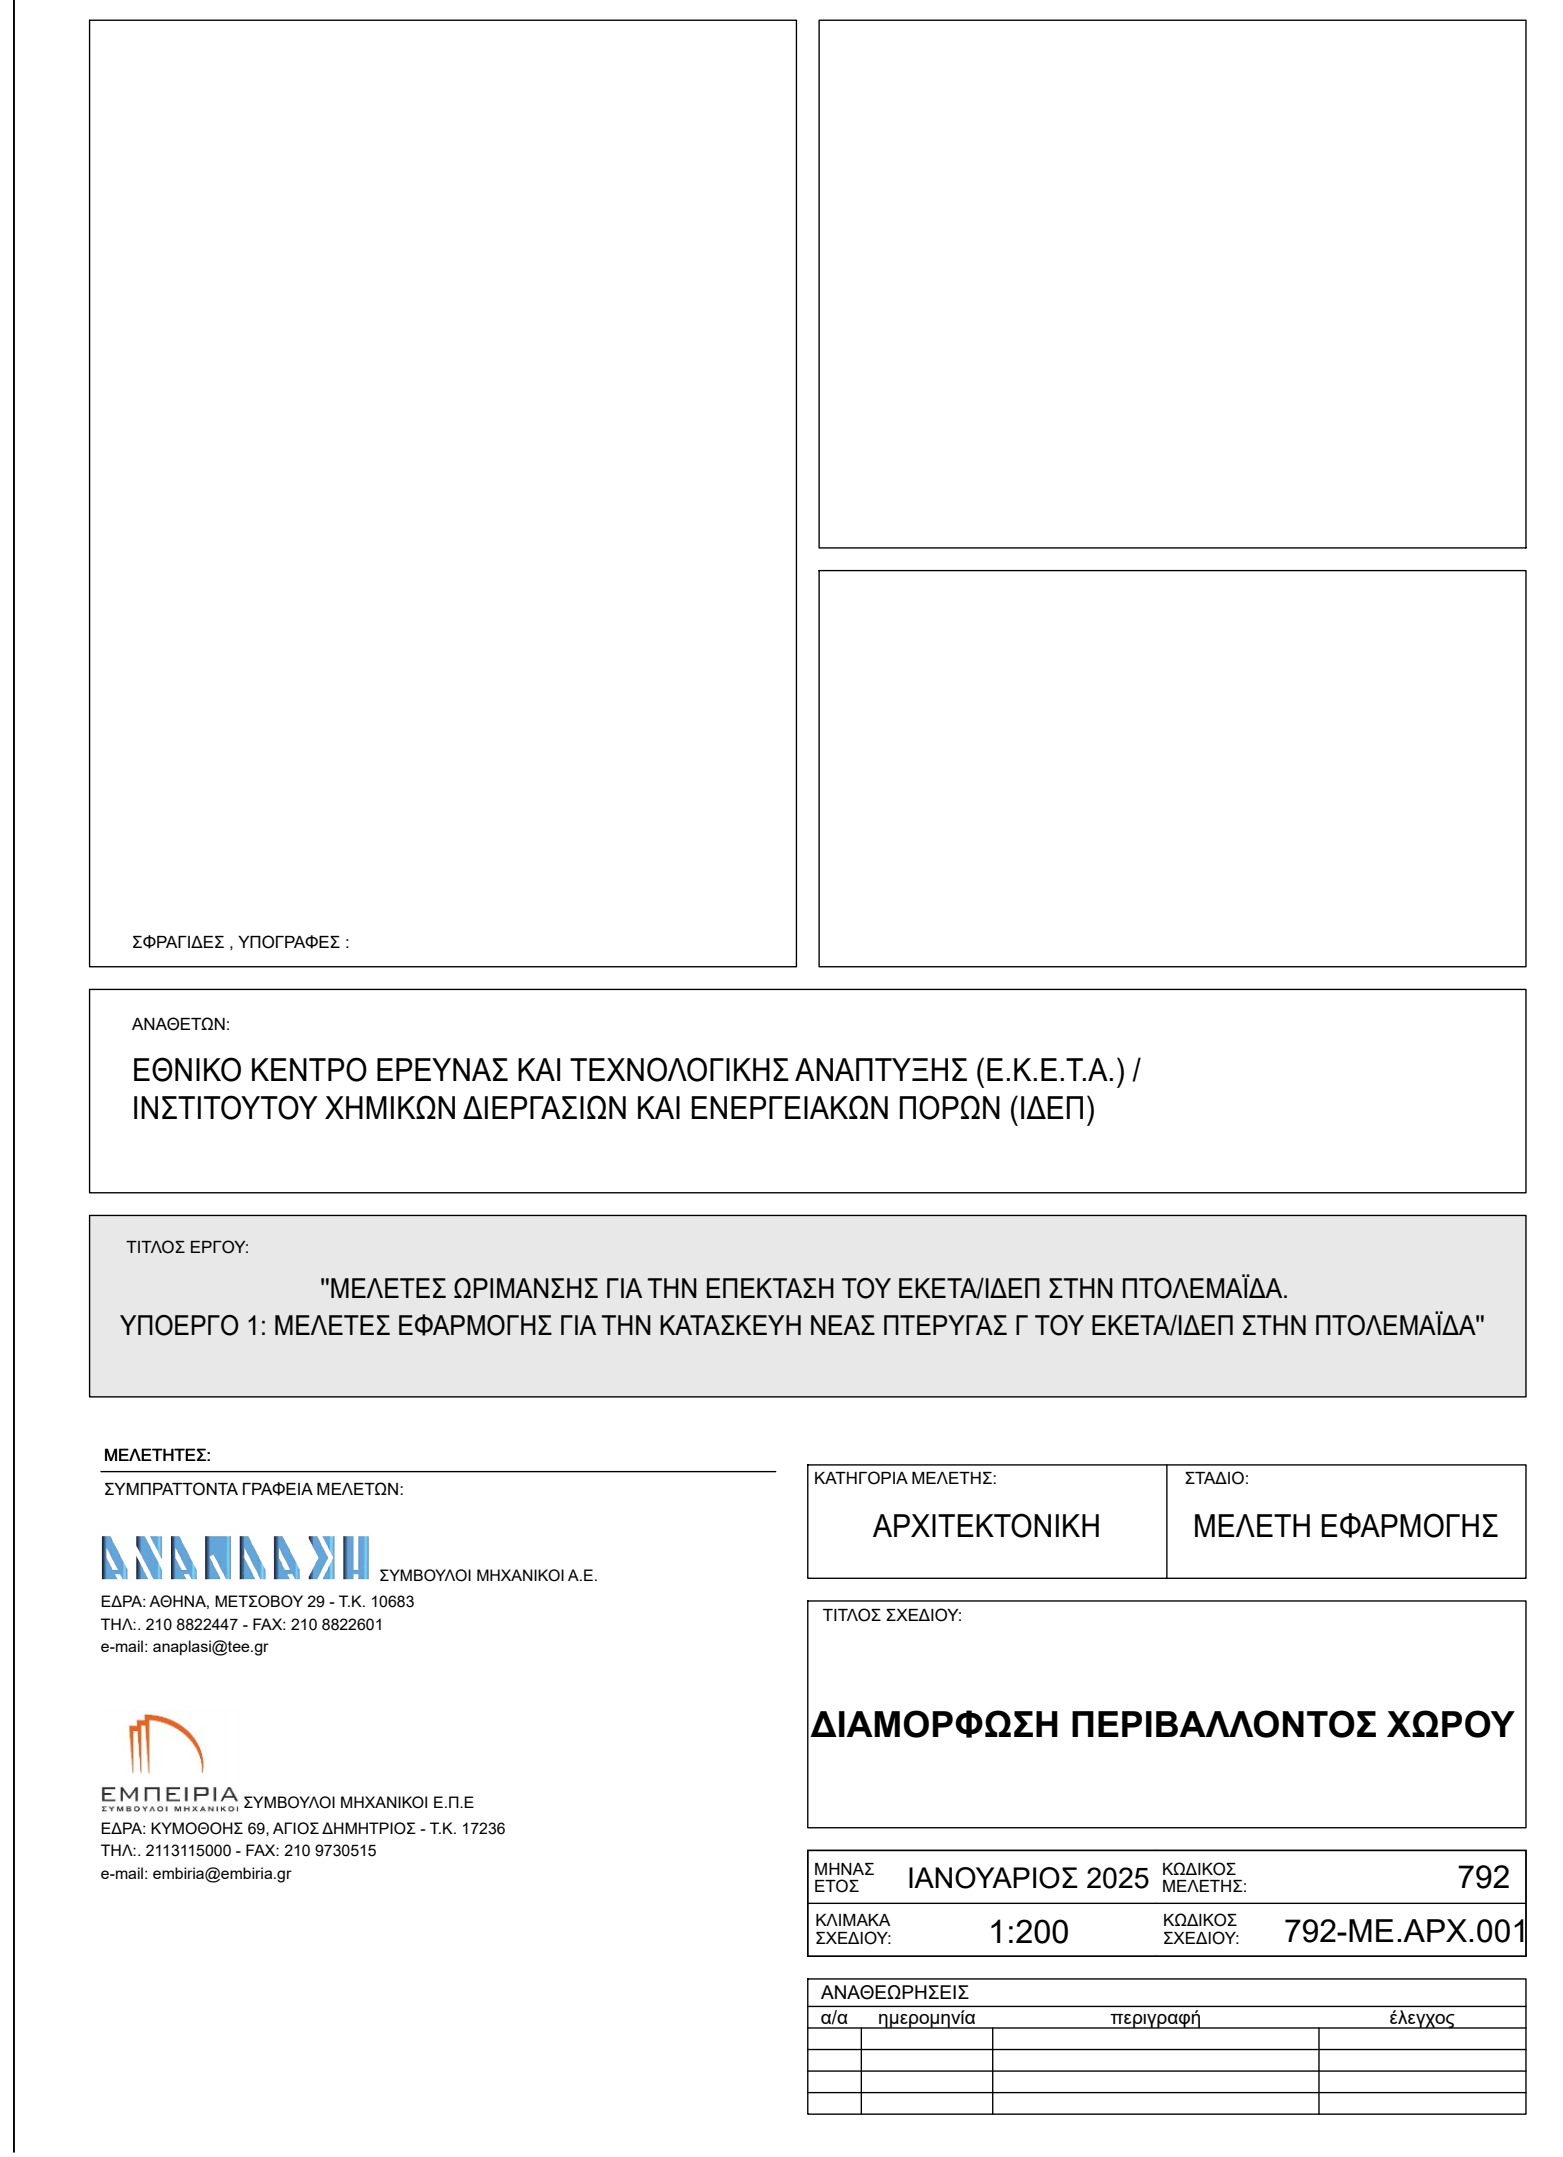 ΣΦΡΑΓΙΔΕΣ , ΥΠΟΓΡΑΦΕΣ :
ΑΝΑΘΕΤΩΝ:
ΕΘΝΙΚΟ ΚΕΝΤΡΟ ΕΡΕΥΝΑΣ ΚΑΙ ΤΕΧΝΟΛΟΓΙΚΗΣ ΑΝΑΠΤΥΞΗΣ (Ε.Κ.Ε.Τ.Α.) /
ΙΝΣΤΙΤΟΥΤΟΥ ΧΗΜΙΚΩΝ ΔΙΕΡΓΑΣΙΩΝ ΚΑΙ ΕΝΕΡΓΕΙΑΚΩΝ ΠΟΡΩΝ (ΙΔΕΠ)
ΤΙΤΛΟΣ ΕΡΓΟΥ:
"ΜΕΛΕΤΕΣ ΩΡΙΜΑΝΣΗΣ ΓΙΑ ΤΗΝ ΕΠΕΚΤΑΣΗ ΤΟΥ ΕΚΕΤΑ/ΙΔΕΠ ΣΤΗΝ ΠΤΟΛΕΜΑΪΔΑ.
ΥΠΟΕΡΓΟ 1: ΜΕΛΕΤΕΣ ΕΦΑΡΜΟΓΗΣ ΓΙΑ ΤΗΝ ΚΑΤΑΣΚΕΥΗ ΝΕΑΣ ΠΤΕΡΥΓΑΣ Γ ΤΟΥ ΕΚΕΤΑ/ΙΔΕΠ ΣΤΗΝ ΠΤΟΛΕΜΑΪΔΑ"
ΜΕΛΕΤΗΤΕΣ:
ΣΥΜΠΡΑΤΤΟΝΤΑ ΓΡΑΦΕΙΑ ΜΕΛΕΤΩΝ:
ΑΝΑΠΛΑΣΗ ΣΥΜΒΟΥΛΟΙ ΜΗΧΑΝΙΚΟΙ Α.Ε.
ΕΔΡΑ: ΑΘΗΝΑ, ΜΕΤΣΟΒΟΥ 29 - Τ.Κ. 10683
ΤΗΛ:. 210 8822447 - FAX: 210 8822601
e-mail: anaplasi@tee.gr
ΕΜΠΕΙΡΙΑ
ΣΥΜΒΟΥΛΟΙ ΜΗΧΑΝΙΚΟΙ
ΣΥΜΒΟΥΛΟΙ ΜΗΧΑΝΙΚΟΙ Ε.Π.Ε
ΕΔΡΑ: ΚΥΜΟΘΟΗΣ 69, ΑΓΙΟΣ ΔΗΜΗΤΡΙΟΣ - Τ.Κ. 17236
ΤΗΛ:. 2113115000 - FAX: 210 9730515
e-mail: embiria@embiria.gr
ΚΑΤΗΓΟΡΙΑ ΜΕΛΕΤΗΣ:
ΑΡΧΙΤΕΚΤΟΝΙΚΗ
ΣΤΑΔΙΟ:
ΜΕΛΕΤΗ ΕΦΑΡΜΟΓΗΣ
ΤΙΤΛΟΣ ΣΧΕΔΙΟΥ:
ΔΙΑΜΟΡΦΩΣΗ ΠΕΡΙΒΑΛΛΟΝΤΟΣ ΧΩΡΟΥ
ΜΗΝΑΣ
ΕΤΟΣ
ΙΑΝΟΥΑΡΙΟΣ 2025
ΚΩΔΙΚΟΣ
ΜΕΛΕΤΗΣ:
792
ΚΛΙΜΑΚΑ
ΣΧΕΔΙΟΥ:
1:200
ΚΩΔΙΚΟΣ
ΣΧΕΔΙΟΥ:
792-ΜΕ.ΑΡΧ.001
ΑΝΑΘΕΩΡΗΣΕΙΣ
α/α ημερομηνία περιγραφή έλεγχος